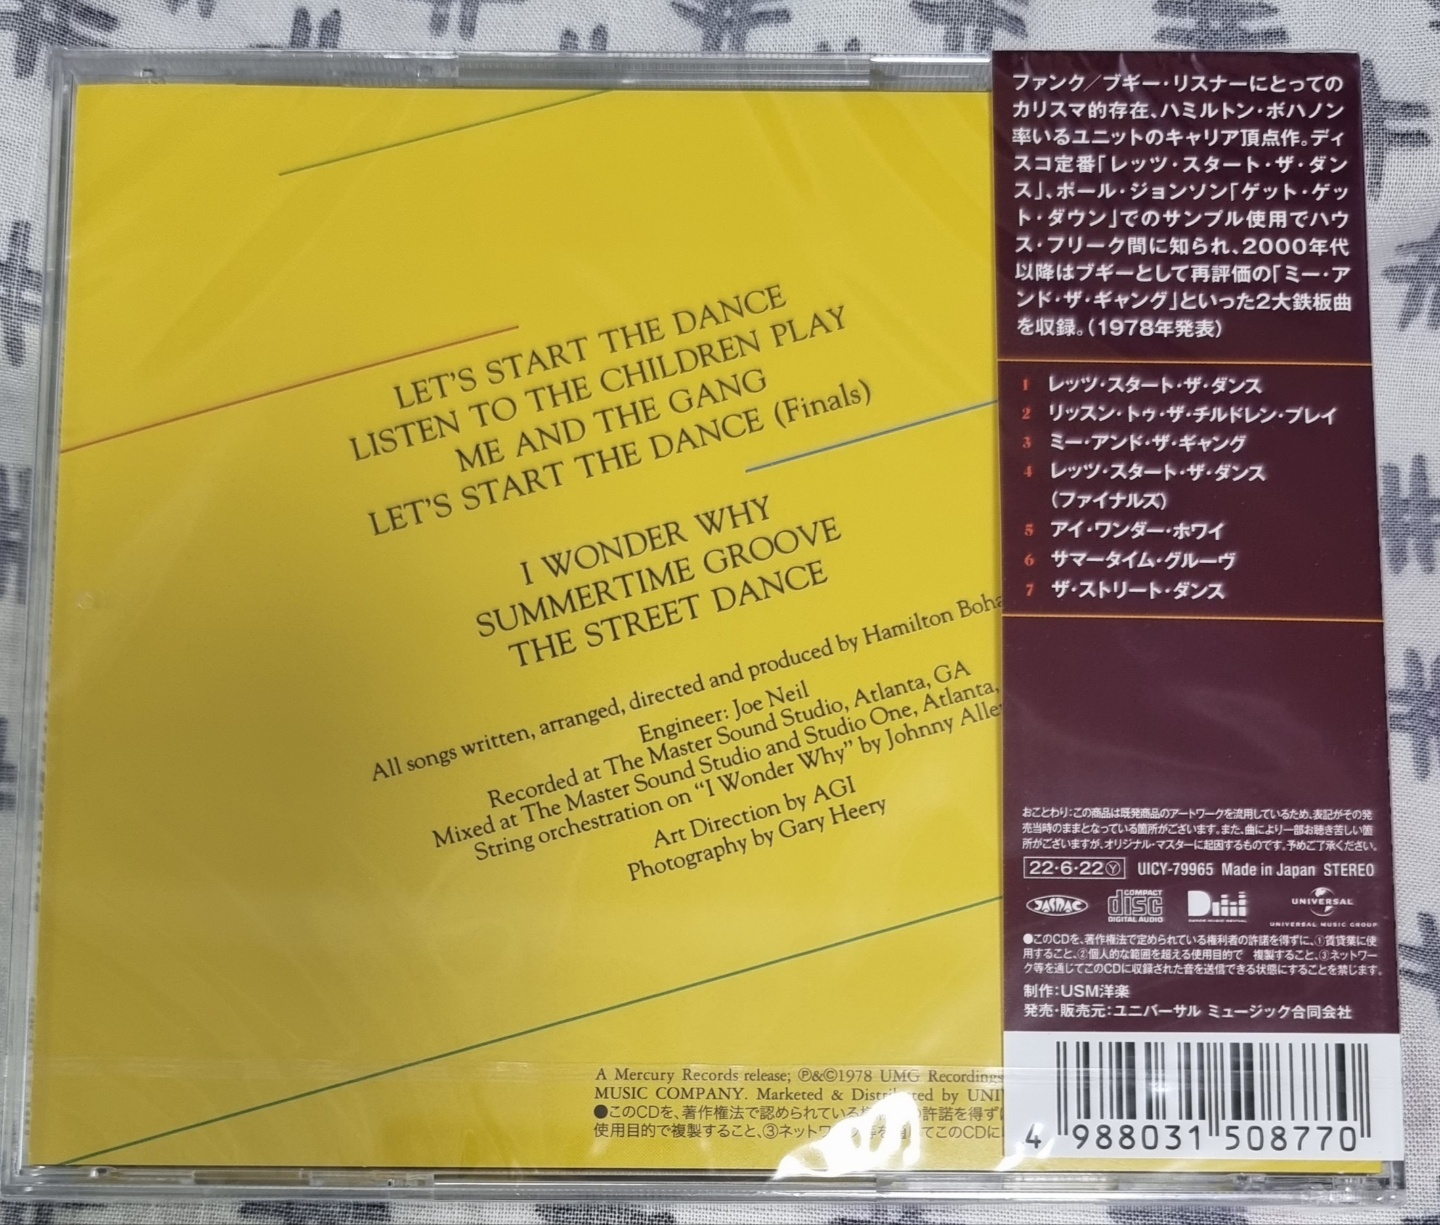 LET'S START THE DANCE
LISTEN TO THE CHILDREN PLAY
ME AND THE GANG
LET'S START THE DANCE (Finals)
I WONDER WHY
SUMMERTIME GROOVE
THE STREET DANCE
All songs written, arranged, directed and produced by Hamilton Boha
Engineer: Joe Neil
Recorded at The Master Sound Studio, Atlanta, GA
Mixed at The Master Sound Studio and Studio One, Atlanta,
String orchestration on "I Wonder Why" by Johnny Alle
Art Direction by AGI
Photography by Gary Heery
A Mercury Records release; ℗&©1978 UMG Recordings
MUSIC COMPANY. Marketed & Distributed by UNI
●このCDを、著作権法で認められている の許諾を得ずに
使用目的で複製すること、③ネットワ てこのCDに
ファンク/ブギー・リスナーにとっての
カリスマ的存在、ハミルトン・ボハノン
率いるユニットのキャリア頂点作。ディ
スコ定番「レッツ・スタート・ザ・ダン
ス」、ポール・ジョンソン「ゲット・ゲッ
ト・ダウン」でのサンプル使用でハウ
ス・フリーク間に知られ、2000年代
以降はブギーとして再評価の「ミー・ア
ンド・ザ・ギャング」といった2大鉄板曲
を収録。(1978年発表)
1 レッツ・スタート・ザ・ダンス
2 リッスン・トゥ・ザ・チルドレン・プレイ
3 ミー・アンド・ザ・ギャング
4 レッツ・スタート・ザ・ダンス
(ファイナルズ)
5 アイ・ワンダー・ホワイ
6 サマータイム・グルーヴ
7 ザ・ストリート・ダンス
おことわり:この商品は既発商品のアートワークを流用しているため、表記がその発
売当時のままとなっている箇所がございます。また、曲により一部お聴き苦しい箇
所がございますが、オリジナル・マスターに起因するものです。予めご了承ください。
22・6・22Ⓨ UICY-79965 Made in Japan STEREO
JASRAC COMPACT disc DIGITAL AUDIO UNIVERSAL
UNIVERSAL MUSIC GROUP
●このCDを、著作権法で定められている権利者の許諾を得ずに、①賃貸業に使
用すること、②個人的な範囲を超える使用目的で 複製すること、③ネットワー
ク等を通じてこのCDに収録された音を送信できる状態にすることを禁じます。
制作:USM洋楽
発売・販売元:ユニバーサル ミュージック合同会社
4 988031 508770